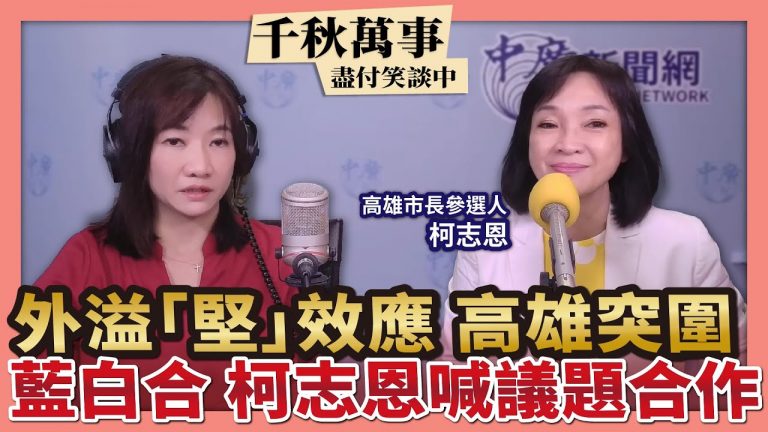 千秋萬事
盡付笑談中
中廣新聞網
NETWORK
中廣
高雄市長參選人
柯志恩
外溢「堅」效應 高雄突圍
藍白合 柯志恩喊議題合作